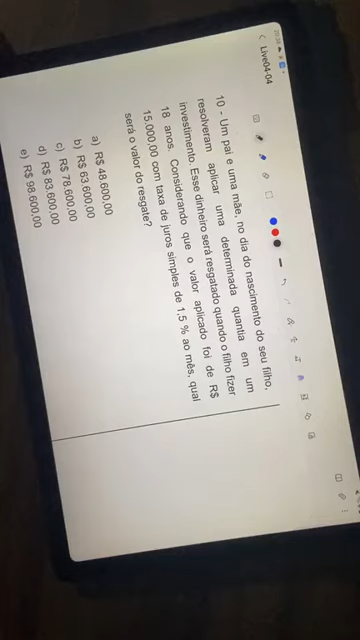 Live04-04
10 - Um pai e uma mãe, no dia do nascimento do seu filho,
resolveram aplicar uma determinada quantia em um
investimento. Esse dinheiro será resgatado quando o filho fizer
18 anos. Considerando que o valor aplicado foi de R$
15.000,00 com taxa de juros simples de 1,5 % ao mês, qual
será o valor do resgate?
a) R$ 48.600,00
b) R$ 63.600,00
c) R$ 78.600,00
d) R$ 83.600,00
e) R$ 98.600,00